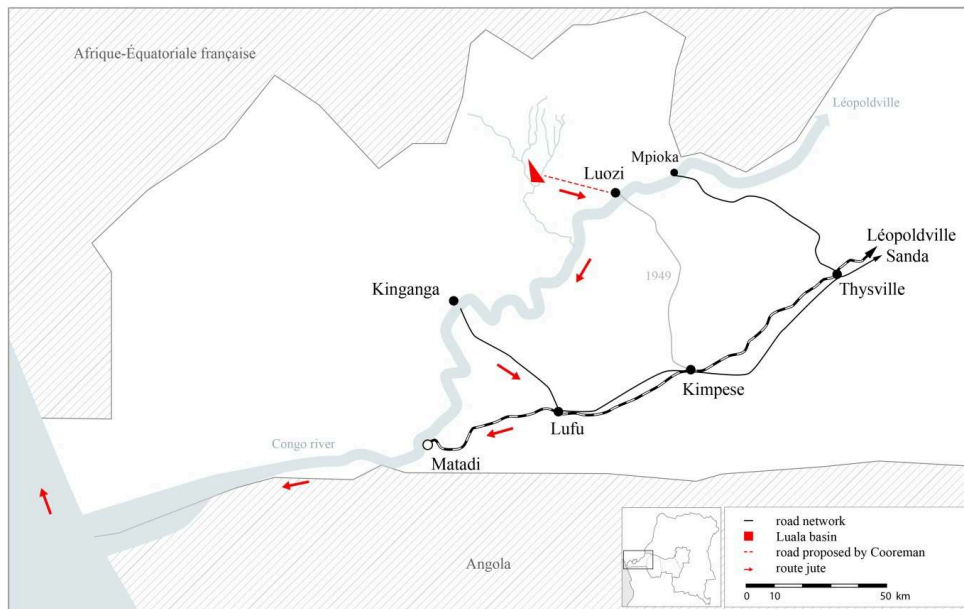 Afrique-Équatoriale française
Léopoldville
Mpioka
Luozi
Léopoldville
Sanda
1949
Thysville
Kinganga
Kimpese
Lufu
Congo river
Matadi
Angola
road network
Luala basin
road proposed by Cooreman
route jute
0 10 50 km